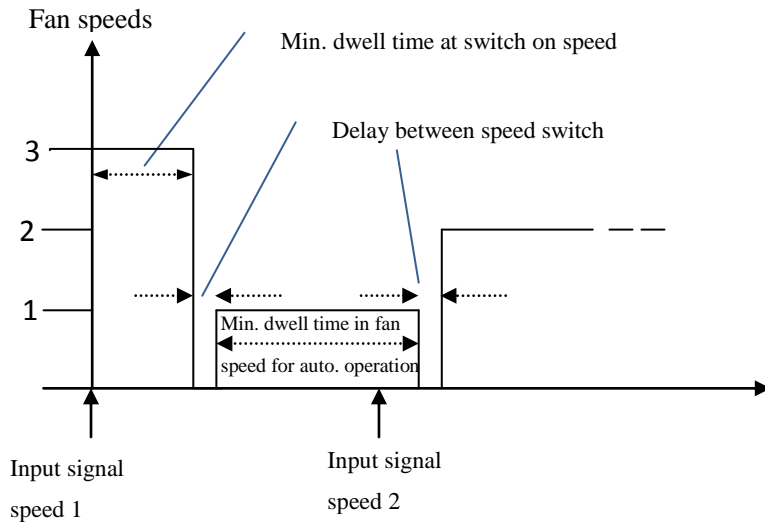 Fan speeds
Min. dwell time at switch on speed
Delay between speed switch
3
2
1
Min. dwell time in fan
speed for auto. operation
Input signal
speed 1
Input signal
speed 2